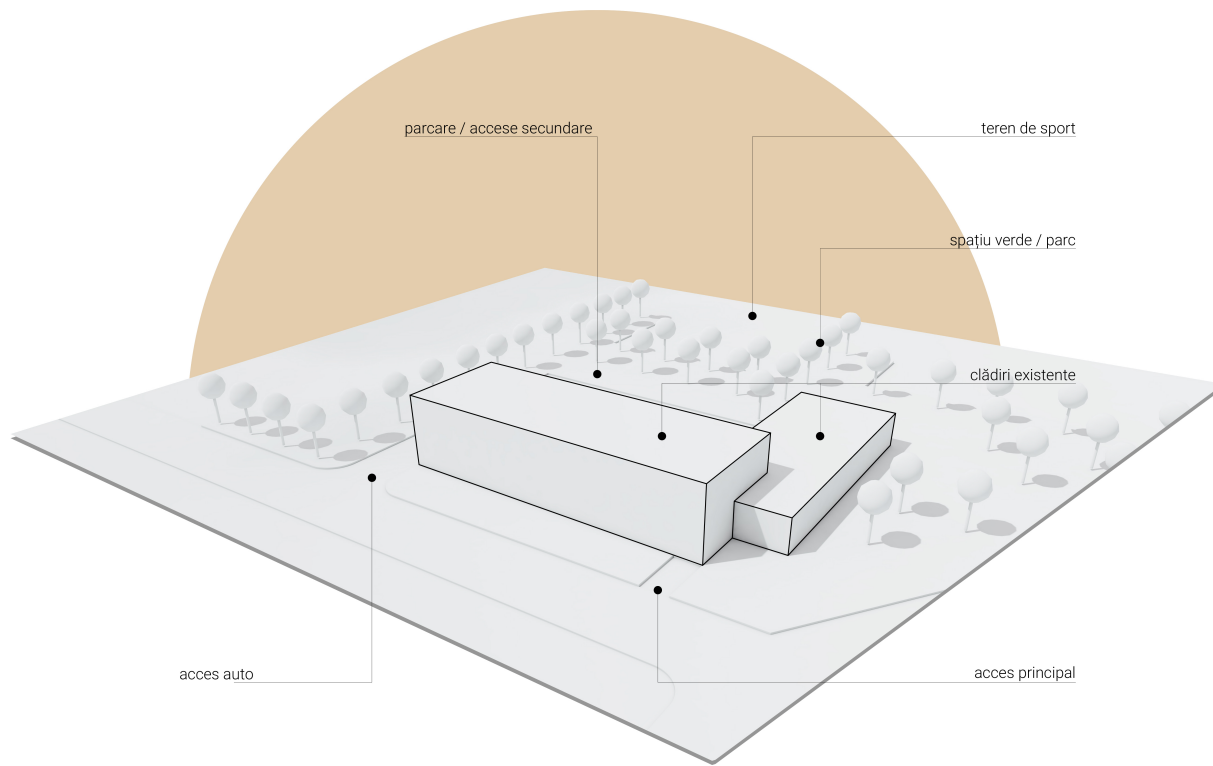 parcare / accese secundare
teren de sport
spațiu verde / parc
clădiri existente
acces auto
acces principal